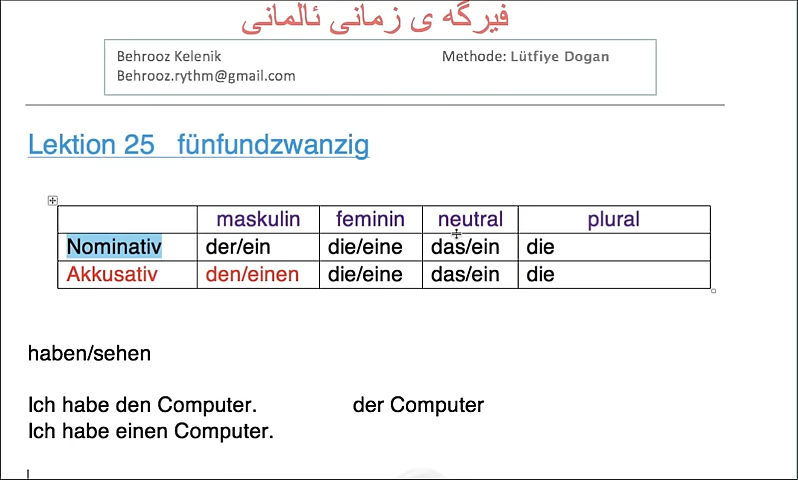 فیرگه ی زمانی ئالمانی
Behrooz Kelenik Methode: Lütfiye Dogan
Behrooz.rythm@gmail.com
Lektion 25 fünfundzwanzig
maskulin feminin neutral plural
Nominativ der/ein die/eine das/ein die
Akkusativ den/einen die/eine das/ein die
haben/sehen
Ich habe den Computer. der Computer
Ich habe einen Computer.